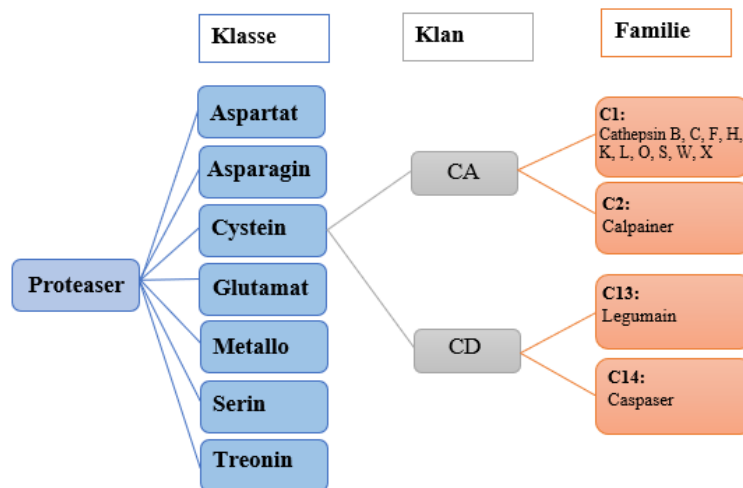 Klasse
Klan
Familie
Proteaser
Aspartat
Asparagin
Cystein
Glutamat
Metallo
Serin
Treonin
CA
CD
C1:
Cathepsin B, C, F, H,
K, L, O, S, W, X
C2:
Calpainer
C13:
Legumain
C14:
Caspaser